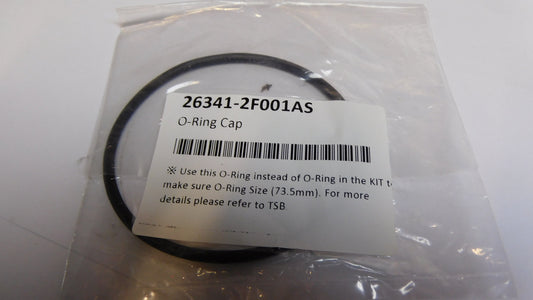 26341-2F001AS
O-Ring Cap
※ Use this O-Ring instead of O-Ring in the KIT to
make sure O-Ring Size (73.5mm). For more
details please refer to TSB